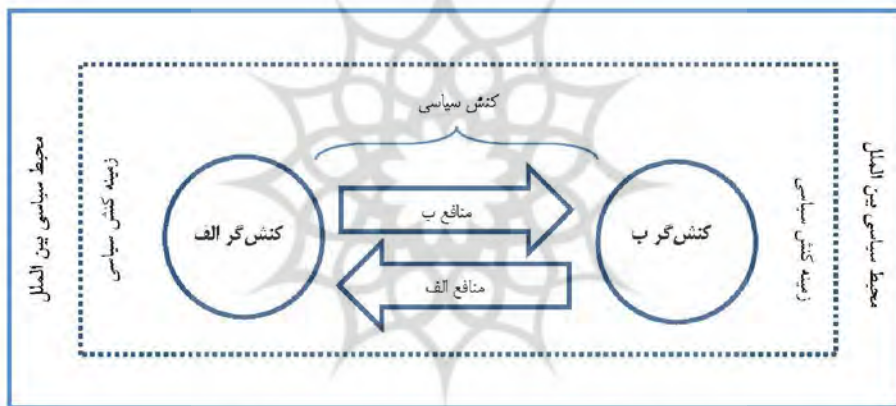 کنش سیاسی
محیط سیاسی بین الملل
زمینه کنش سیاسی
کنش‌گر ب
منافع ب
منافع الف
کنش‌گر الف
زمینه کنش سیاسی
محیط سیاسی بین الملل